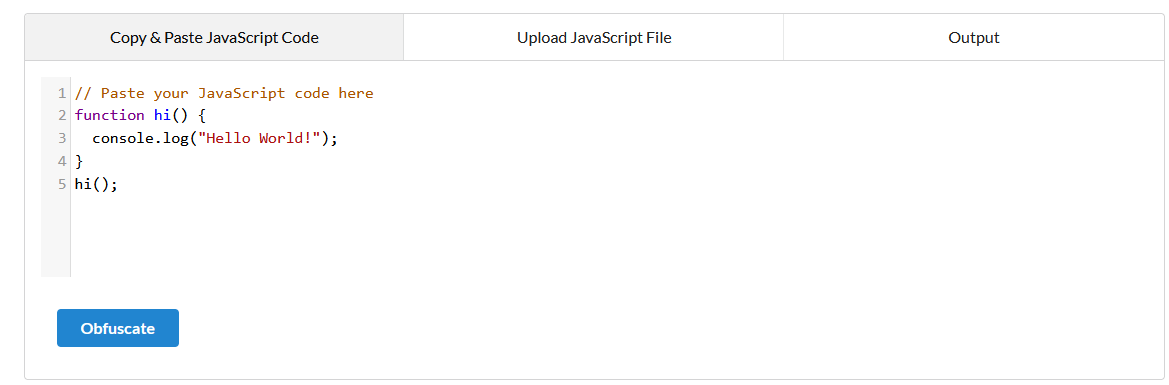 Copy & Paste JavaScript Code
Upload JavaScript File
Output
1 // Paste your JavaScript code here
2 function hi() {
3   console.log("Hello World!");
4 }
5 hi();
Obfuscate